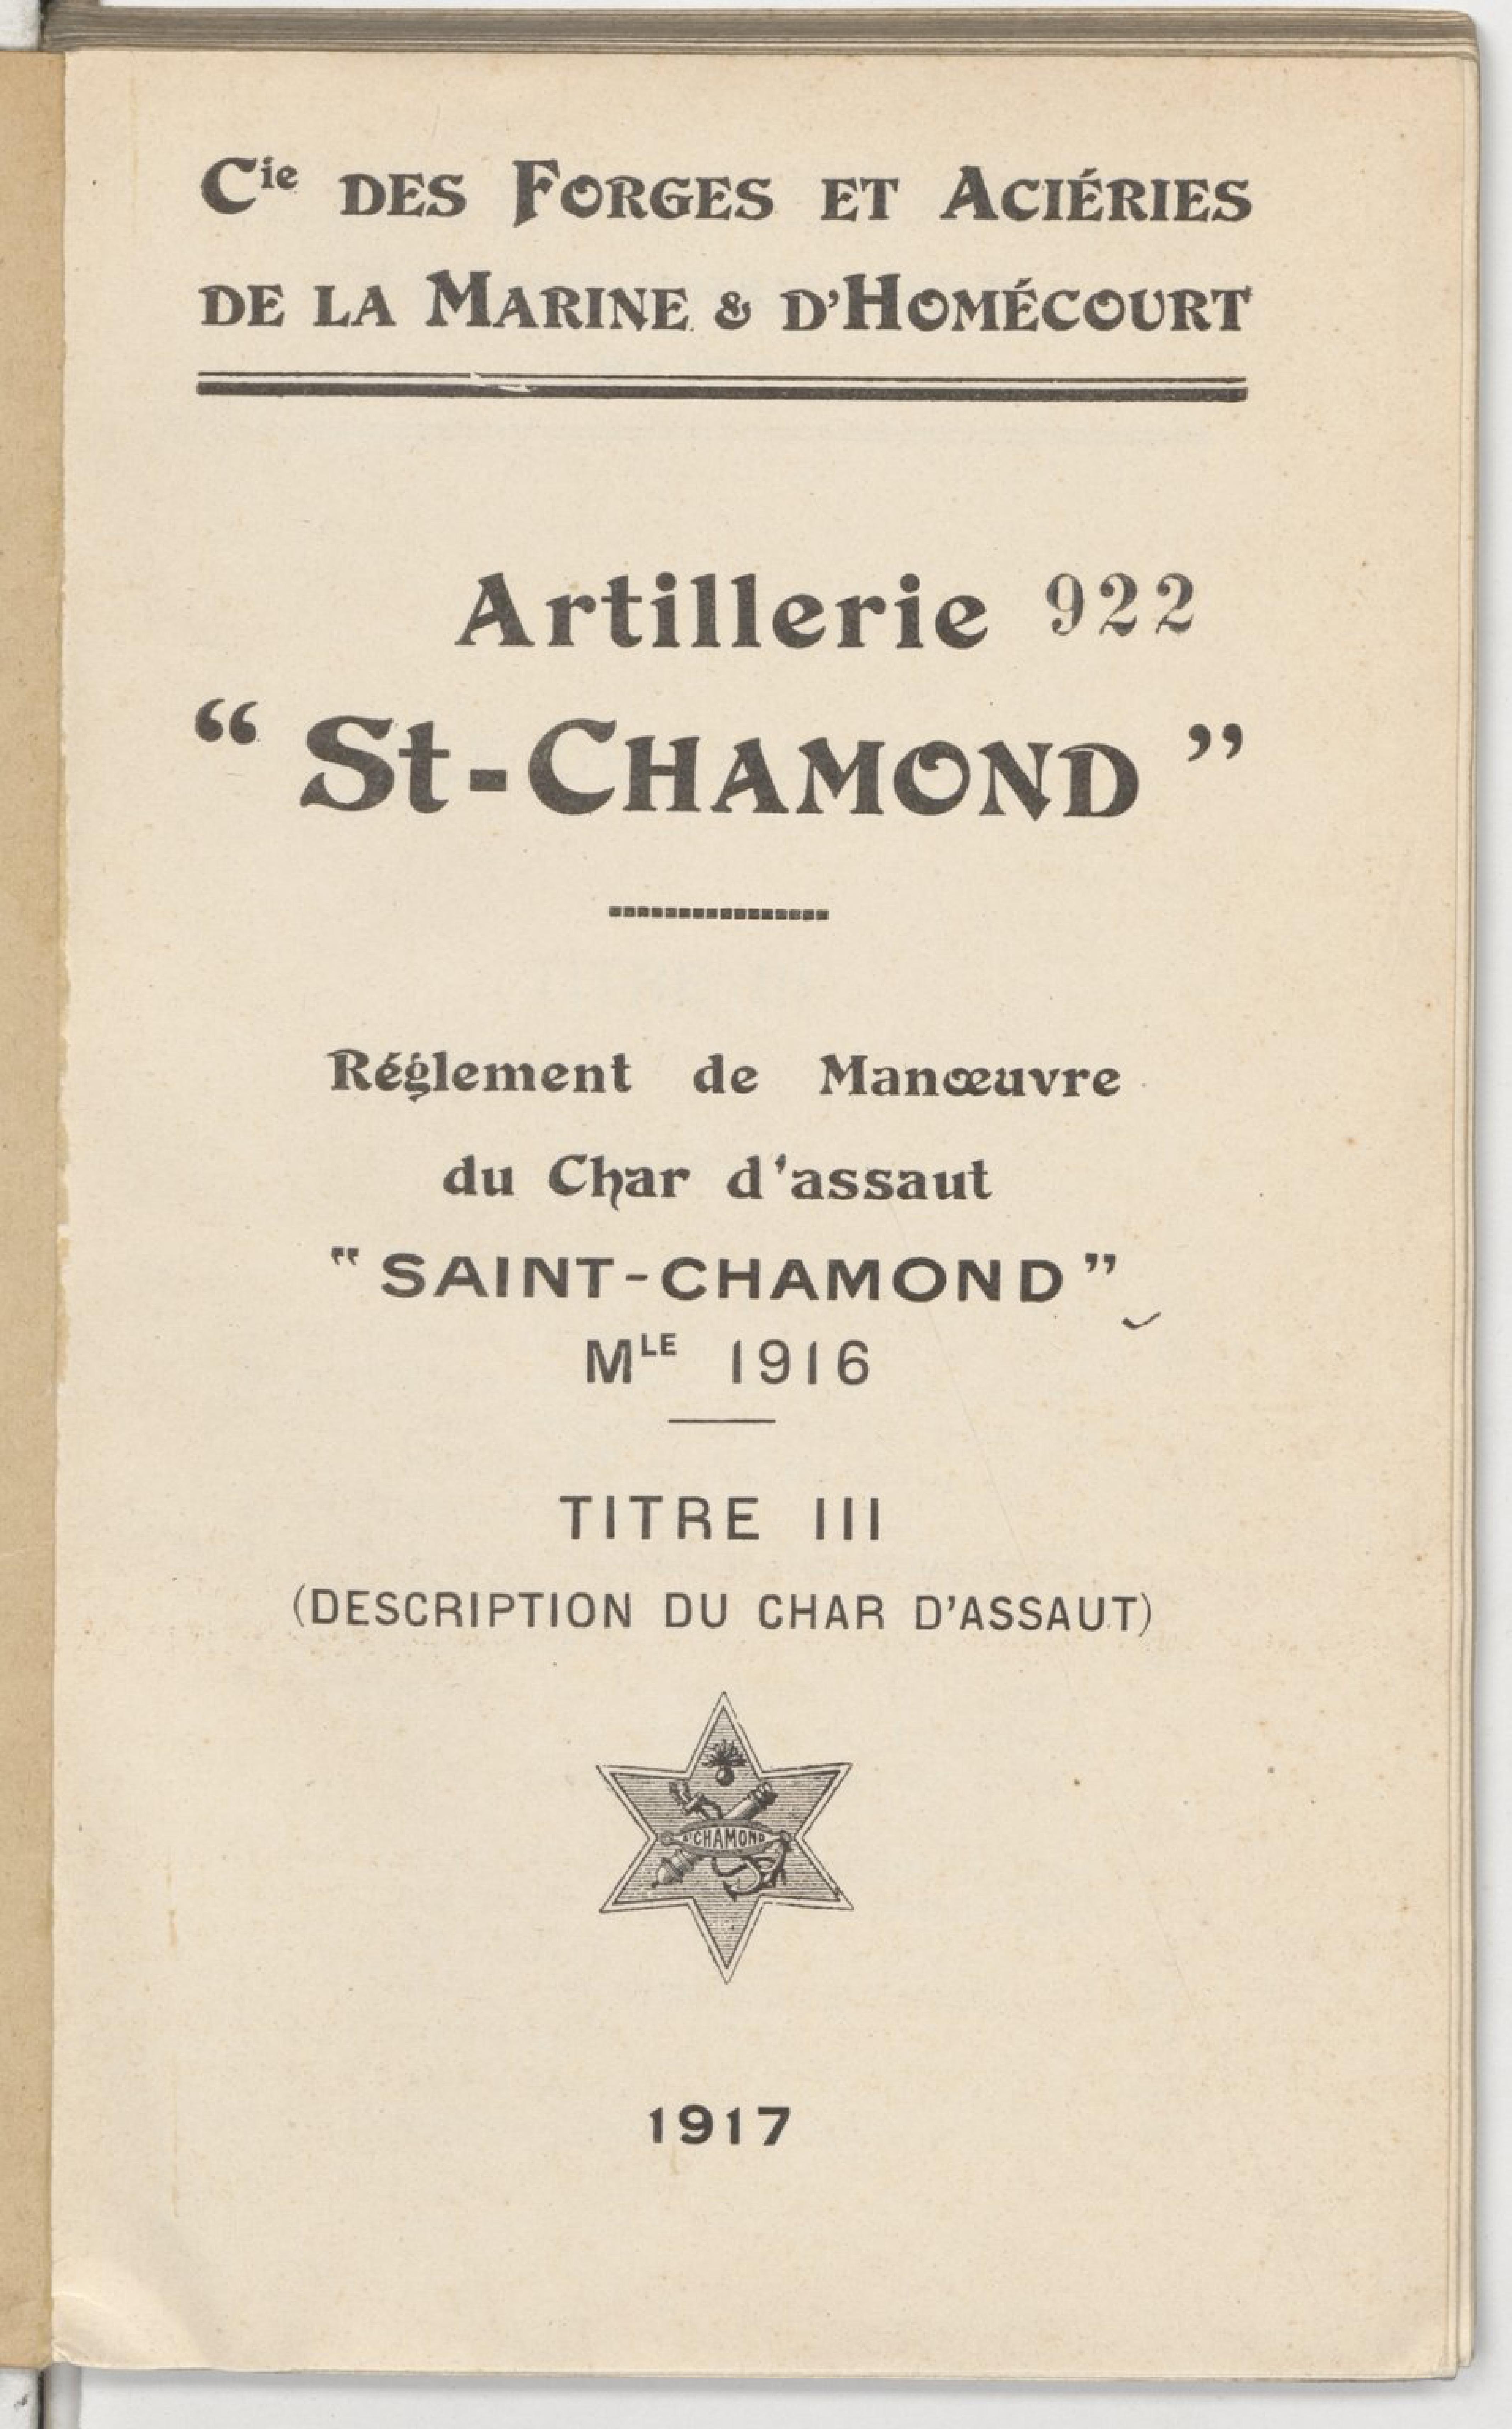 Cie DES FORGES ET ACIÉRIES
DE LA MARINE & D'HOMÉCOURT
Artillerie 922
“ St-CHAMOND ”
Réglement de Manœuvre
du Char d'assaut
“ SAINT-CHAMOND ”
MLE 1916
TITRE III
(DESCRIPTION DU CHAR D'ASSAUT)
St CHAMOND
1917